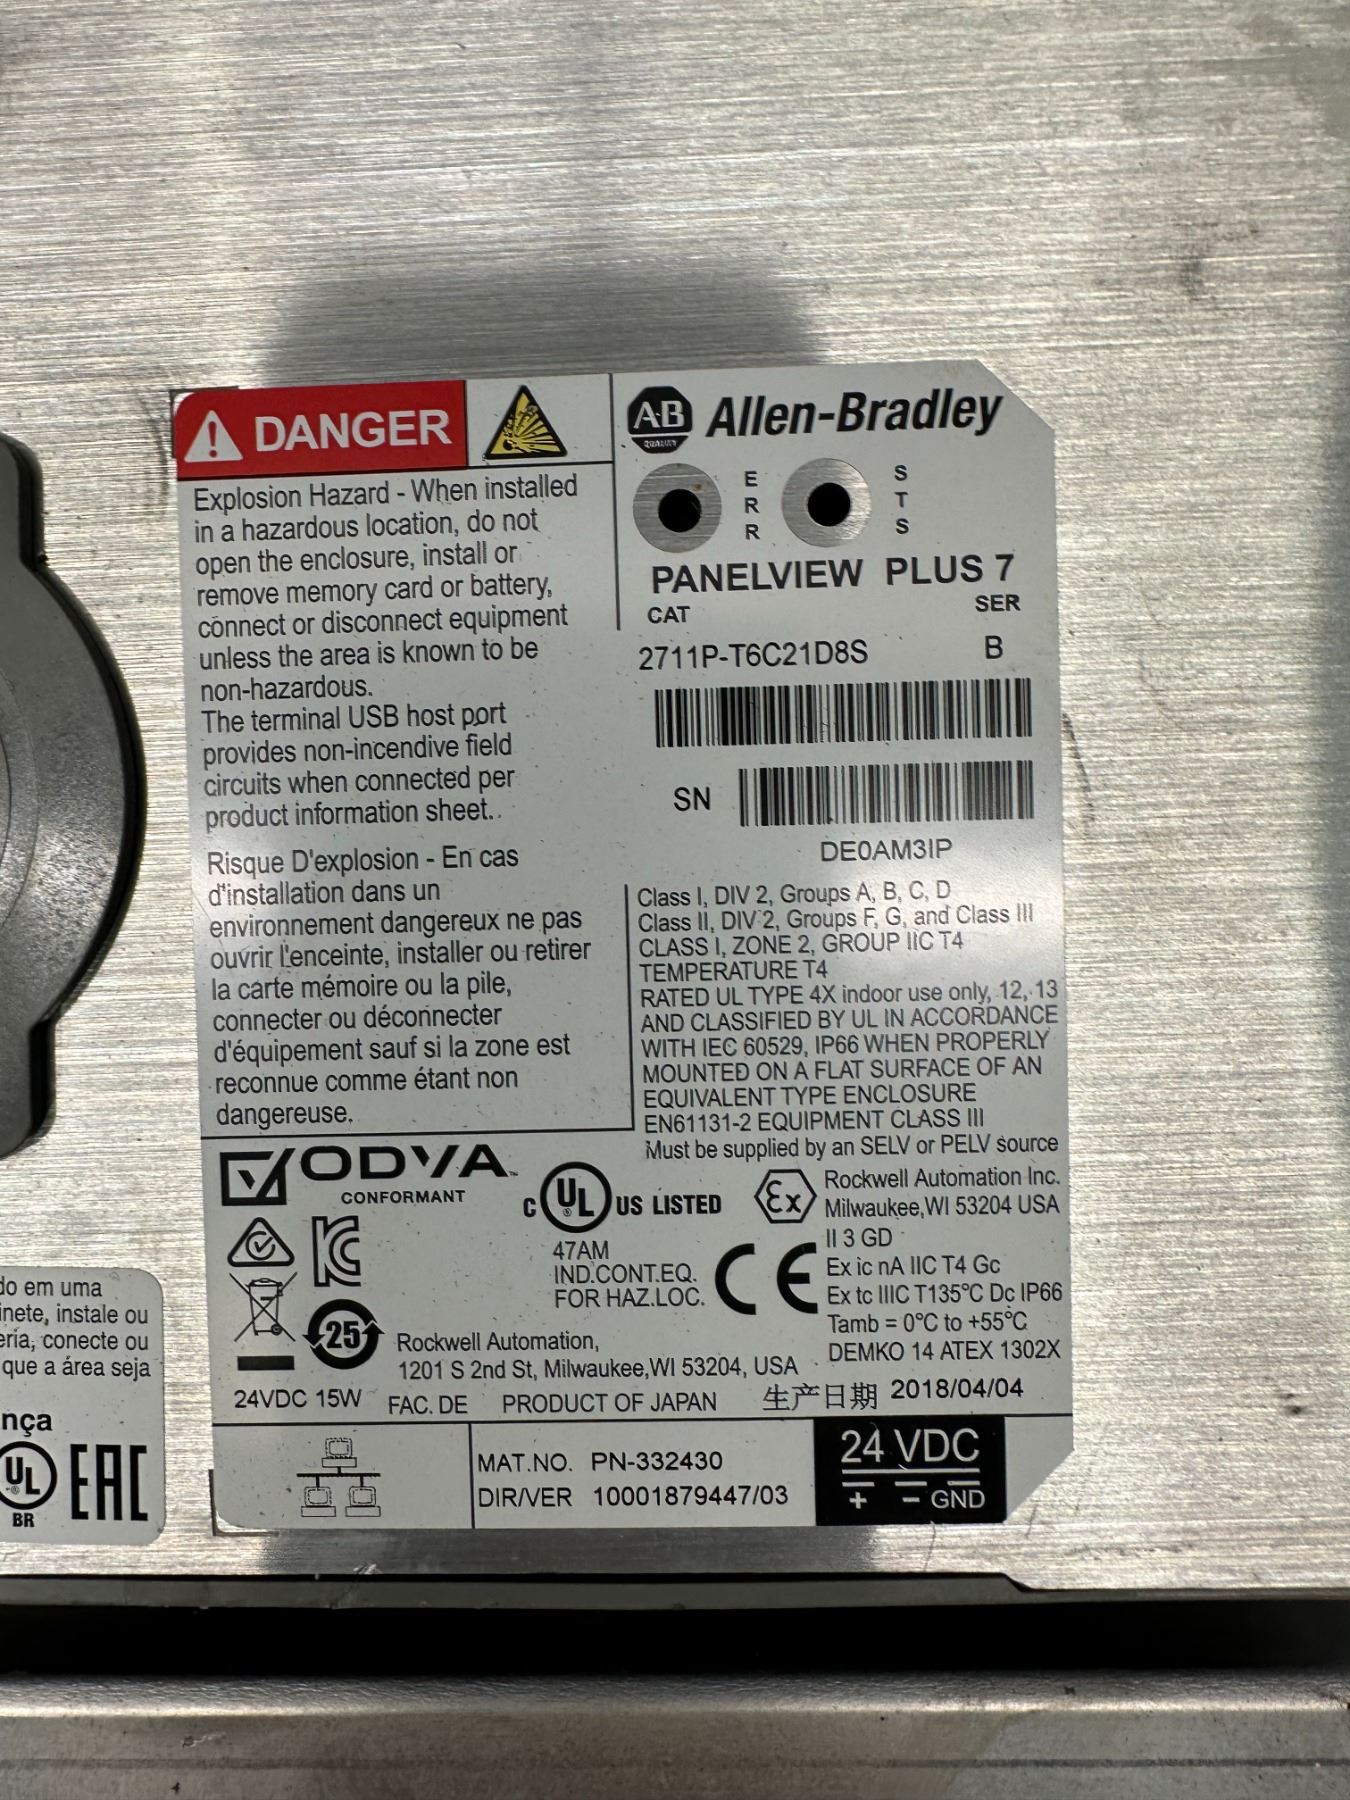 DANGER
Explosion Hazard - When installed
in a hazardous location, do not
open the enclosure, install or
remove memory card or battery,
connect or disconnect equipment
unless the area is known to be
non-hazardous.
The terminal USB host port
provides non-incendive field
circuits when connected per
product information sheet.
Risque D'explosion - En cas
d'installation dans un
environnement dangereux ne pas
ouvrir l'enceinte, installer ou retirer
la carte mémoire ou la pile,
connecter ou déconnecter
d'équipement sauf si la zone est
reconnue comme étant non
dangereuse.
A-B
QUALITY
Allen-Bradley
ERR
STS
PANELVIEW PLUS 7
CAT SER
2711P-T6C21D8S B
SN
DE0AM3IP
Class I, DIV 2, Groups A, B, C, D
Class II, DIV 2, Groups F, G, and Class III
CLASS I, ZONE 2, GROUP IIC T4
TEMPERATURE T4
RATED UL TYPE 4X indoor use only, 12, 13
AND CLASSIFIED BY UL IN ACCORDANCE
WITH IEC 60529, IP66 WHEN PROPERLY
MOUNTED ON A FLAT SURFACE OF AN
EQUIVALENT TYPE ENCLOSURE
EN61131-2 EQUIPMENT CLASS III
Must be supplied by an SELV or PELV source
ODVA
CONFORMANT
C UL US LISTED
47AM
IND.CONT.EQ.
FOR HAZ.LOC.
Ex
CE
Rockwell Automation Inc.
Milwaukee,WI 53204 USA
II 3 GD
Ex ic nA IIC T4 Gc
Ex tc IIIC T135°C Dc IP66
Tamb = 0°C to +55°C
DEMKO 14 ATEX 1302X
25
Rockwell Automation,
1201 S 2nd St, Milwaukee,WI 53204, USA
24VDC 15W FAC. DE PRODUCT OF JAPAN 生产日期 2018/04/04
MAT.NO. PN-332430
DIR/VER 10001879447/03
24 VDC
+ - GND
do em uma
inete, instale ou
ería, conecte ou
que a área seja
nça
UL
BR
EAC